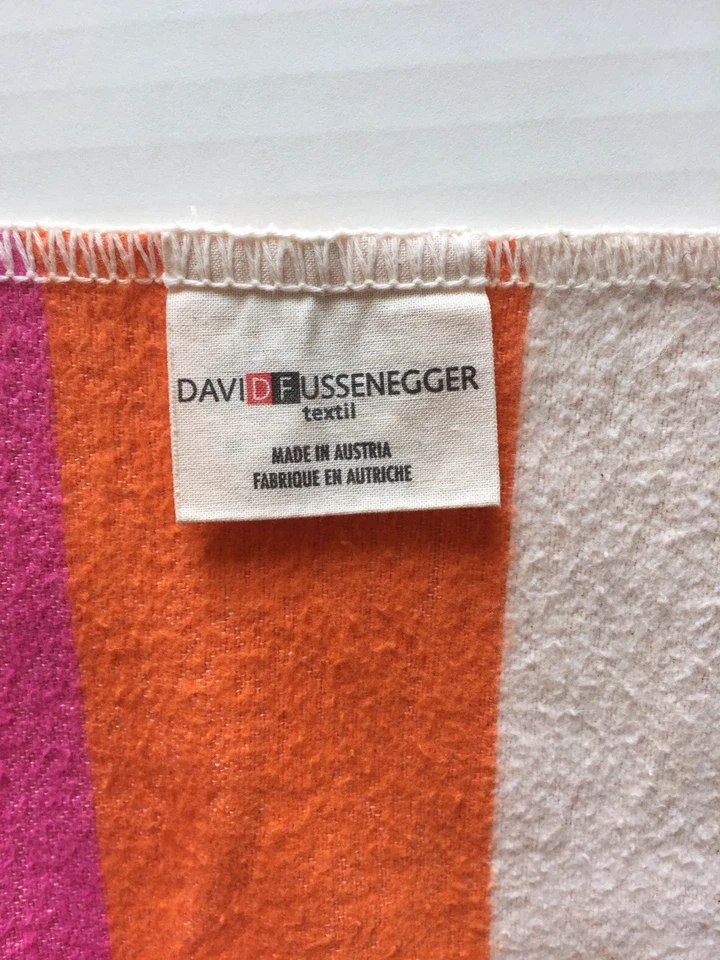 DAVIDFUSSENEGGER
textil
MADE IN AUSTRIA
FABRIQUE EN AUTRICHE